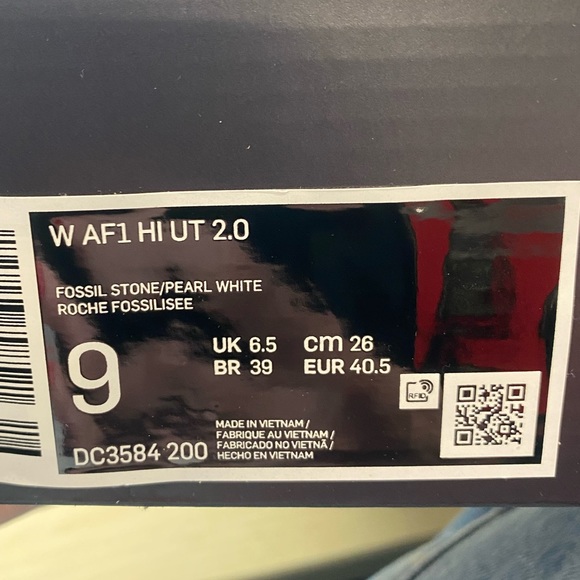 W AF1 HI UT 2.0
FOSSIL STONE/PEARL WHITE
ROCHE FOSSILISEE
9
UK 6.5 cm 26
BR 39 EUR 40.5
RFID
DC3584 200
MADE IN VIETNAM /
FABRIQUE AU VIETNAM /
FABRICADO NO VETNÃ /
HECHO EN VIETNAM